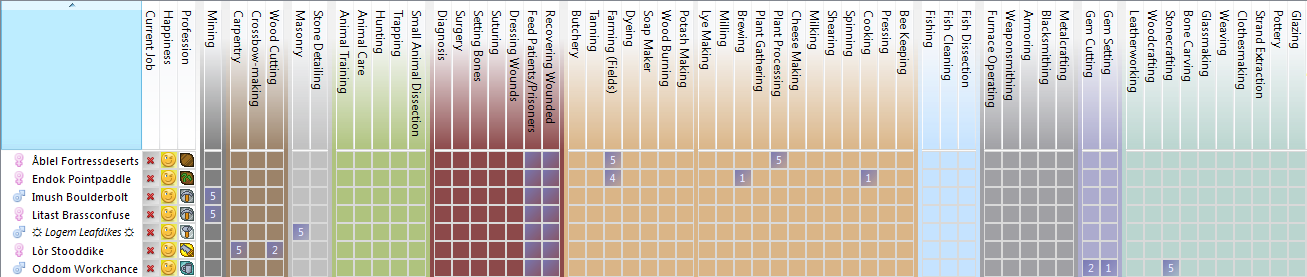 Current Job
Happiness
Profession
Mining
Carpentry
Crossbow-making
Wood Cutting
Masonry
Stone Detailing
Animal Training
Animal Care
Hunting
Trapping
Small Animal Dissection
Diagnosis
Surgery
Setting Bones
Suturing
Dressing Wounds
Feed Patients/Prisoners
Recovering Wounded
Butchery
Tanning
Farming (Fields)
Dyeing
Soap Maker
Wood Burning
Potash Making
Lye Making
Milling
Brewing
Plant Gathering
Plant Processing
Cheese Making
Milking
Shearing
Spinning
Cooking
Pressing
Bee Keeping
Fishing
Fish Cleaning
Fish Dissection
Furnace Operating
Weaponsmithing
Armoring
Blacksmithing
Metalcrafting
Gem Cutting
Gem Setting
Leatherworking
Woodcrafting
Stonecrafting
Bone Carving
Glassmaking
Weaving
Clothesmaking
Strand Extraction
Pottery
Glazing
Åblel Fortressdeserts 5 5
Endok Pointpaddle 4 1 1
Imush Boulderbolt 5
Litast Brassconfuse 5
☼ Logem Leafdikes ☼ 5
Lòr Stooddike 5 2
Oddom Workchance 2 1 5